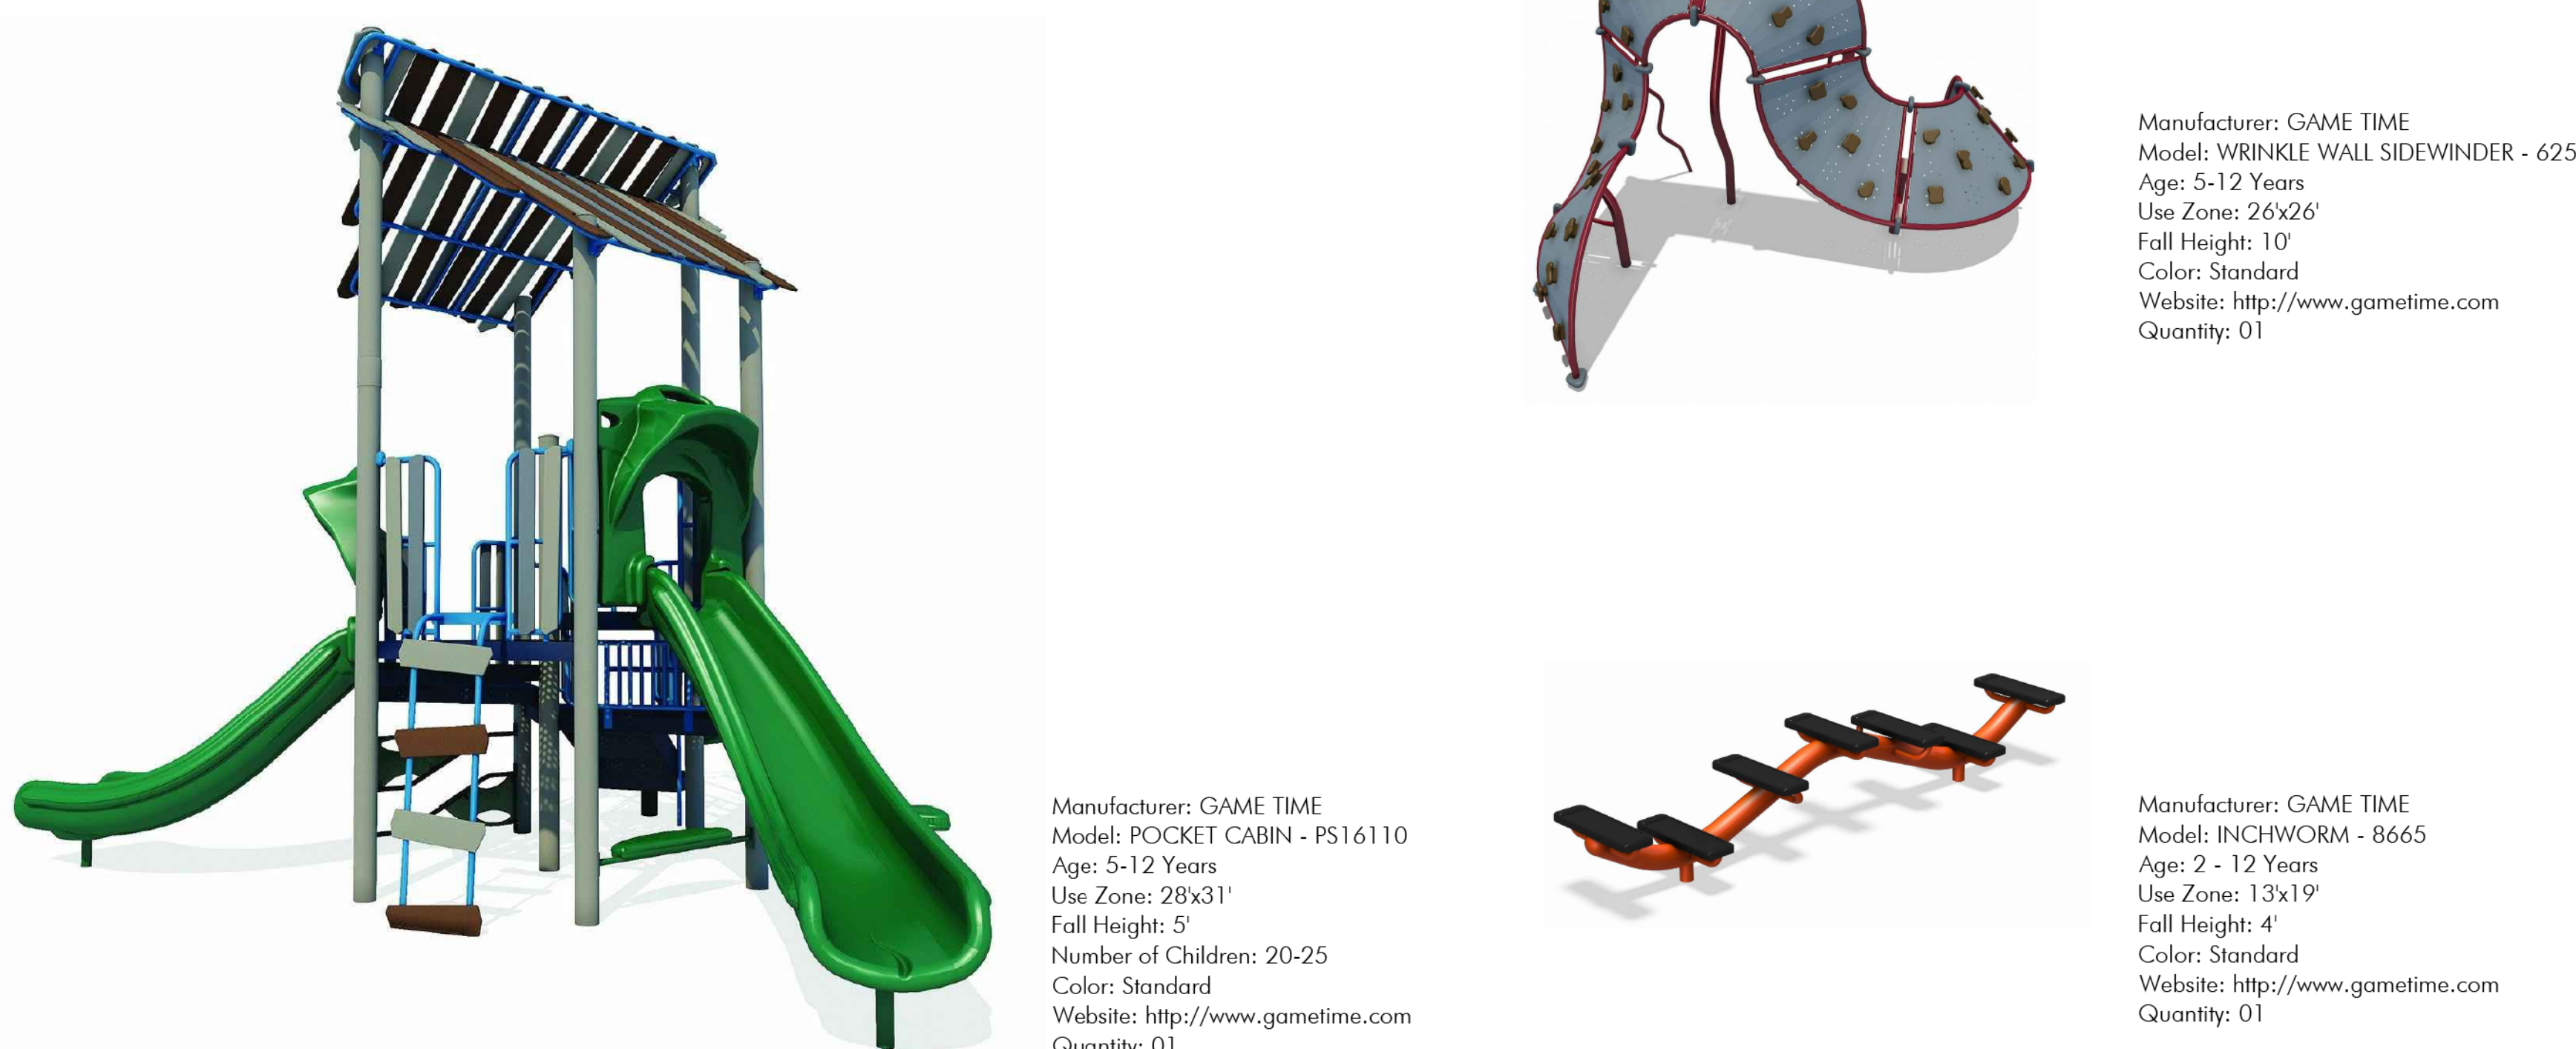 Manufacturer: GAME TIME
Model: WRINKLE WALL SIDEWINDER - 625
Age: 5-12 Years
Use Zone: 26'x26'
Fall Height: 10'
Color: Standard
Website: http://www.gametime.com
Quantity: 01
Manufacturer: GAME TIME
Model: POCKET CABIN - PS16110
Age: 5-12 Years
Use Zone: 28'x31'
Fall Height: 5'
Number of Children: 20-25
Color: Standard
Website: http://www.gametime.com
Quantity: 01
Manufacturer: GAME TIME
Model: INCHWORM - 8665
Age: 2 - 12 Years
Use Zone: 13'x19'
Fall Height: 4'
Color: Standard
Website: http://www.gametime.com
Quantity: 01